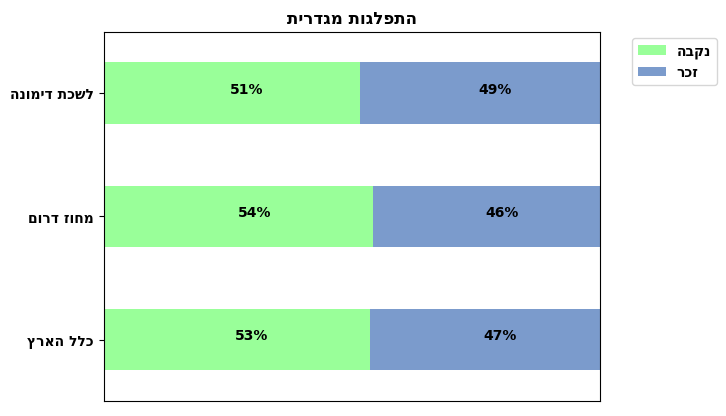 התפלגות מגדרית
נקבה
זכר
לשכת דימונה
51%
49%
מחוז דרום
54%
46%
כלל הארץ
53%
47%